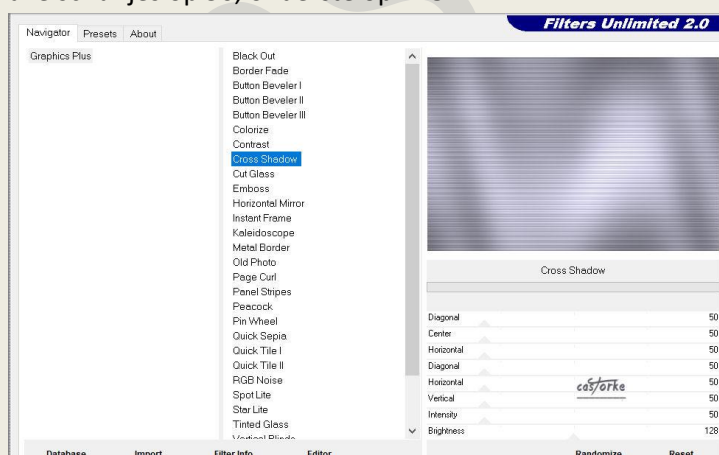 Navigator Presets About
Filters Unlimited 2.0
Graphics Plus
Black Out
Border Fade
Button Beveler I
Button Beveler II
Button Beveler III
Colorize
Contrast
Cross Shadow
Cut Glass
Emboss
Horizontal Mirror
Instant Frame
Kaleidoscope
Metal Border
Old Photo
Page Curl
Panel Stripes
Peacock
Pin Wheel
Quick Sepia
Quick Tile I
Quick Tile II
RGB Noise
Spot Lite
Star Lite
Tinted Glass
Vertical Blinds
Cross Shadow
Diagonal 50
Center 50
Horizontal 50
Diagonal 50
Horizontal 50
Vertical 50
Intensity 50
Brightness 128
castorke
Database Import Filter Info Editor Randomize Reset